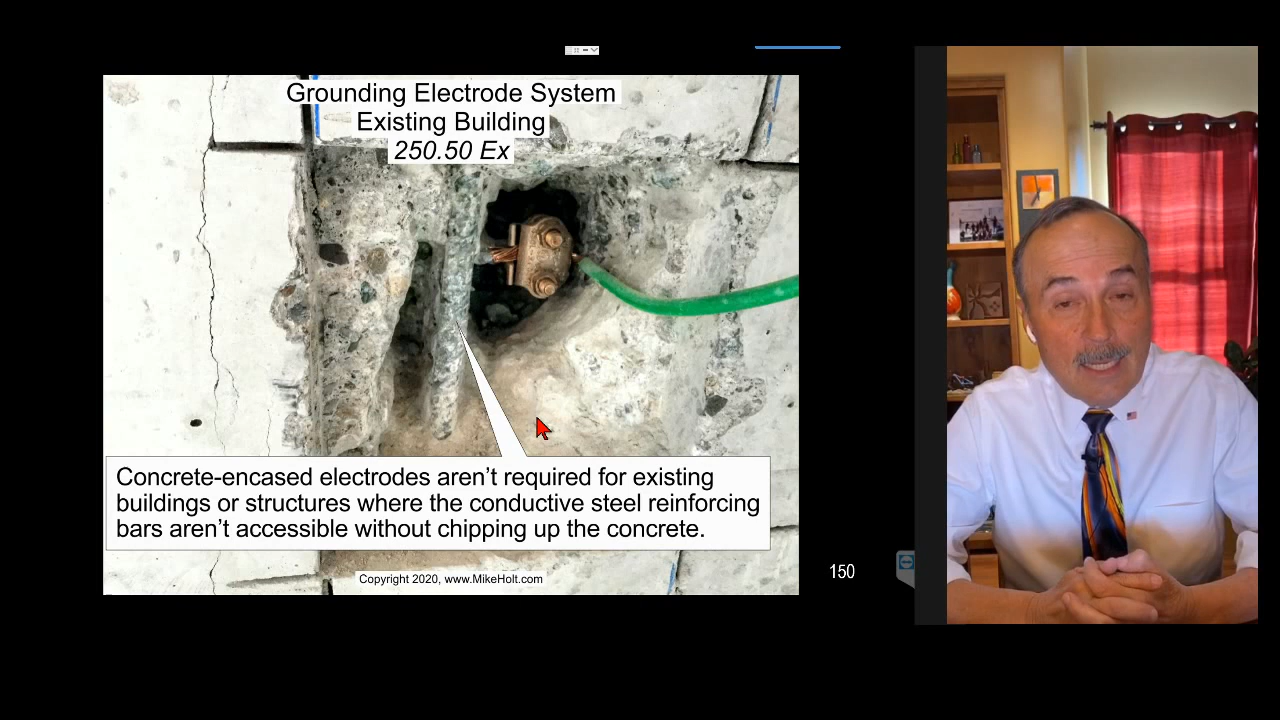 Grounding Electrode System
Existing Building
250.50 Ex
Concrete-encased electrodes aren't required for existing
buildings or structures where the conductive steel reinforcing
bars aren't accessible without chipping up the concrete.
Copyright 2020, www.MikeHolt.com
150